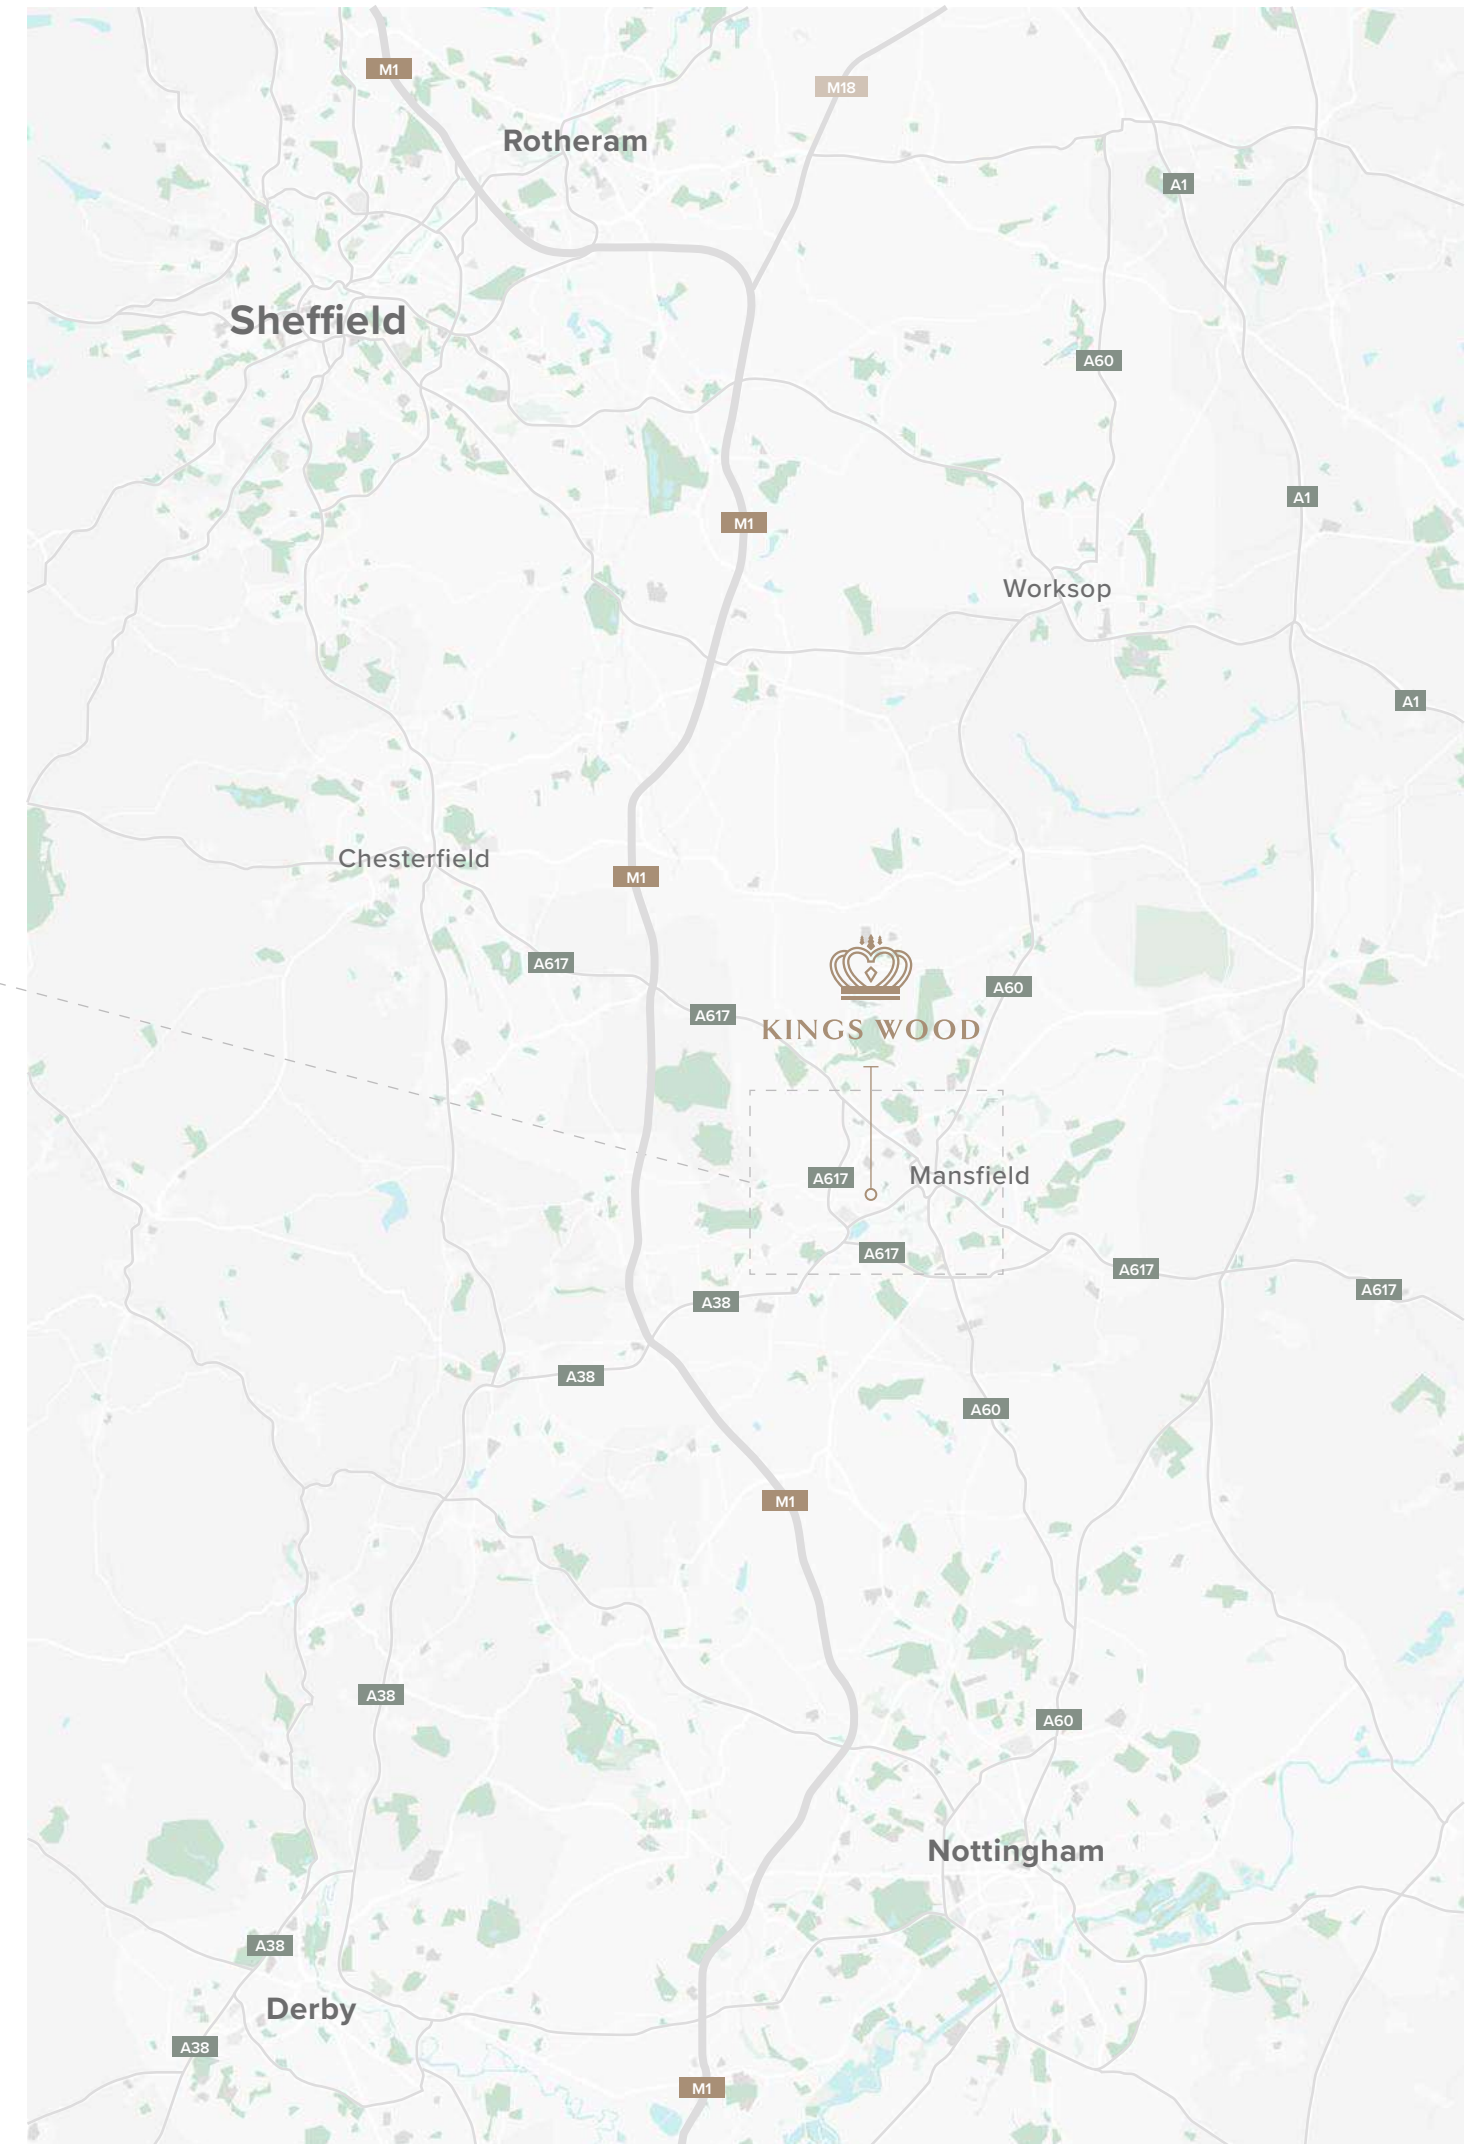 M1
M18
Rotheram
A1
Sheffield
A60
A1
M1
Worksop
A1
Chesterfield
M1
A617
A60
A617
KINGS WOOD
A617
Mansfield
A617
A617
A617
A38
A38
A60
M1
A38
A60
Nottingham
A38
Derby
A38
M1